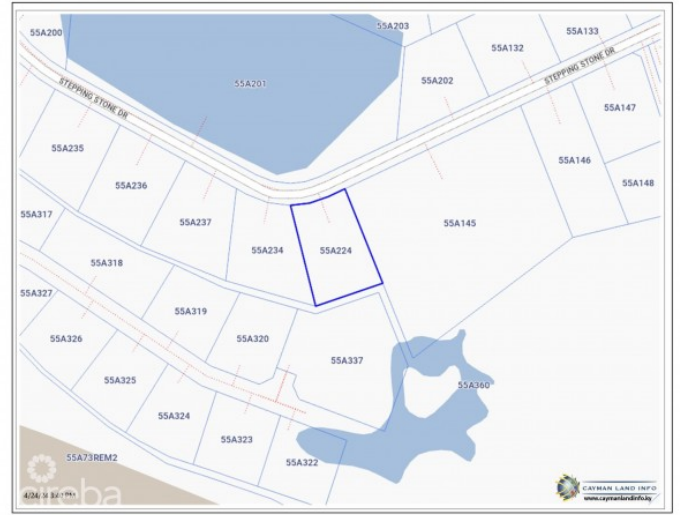 55A203
55A200
55A133
55A132
55A201
55A202
STEPPING STONE DR
STEPPING STONE DR
55A147
55A235
55A146
55A236
55A148
55A317
55A237
55A145
55A234
55A224
55A318
55A327
55A319
55A326
55A320
55A337
55A325
55A360
55A324
55A323
55A73REM2
55A322
cireba
CAYMAN LAND INFO
www.caymanlandinfo.ky